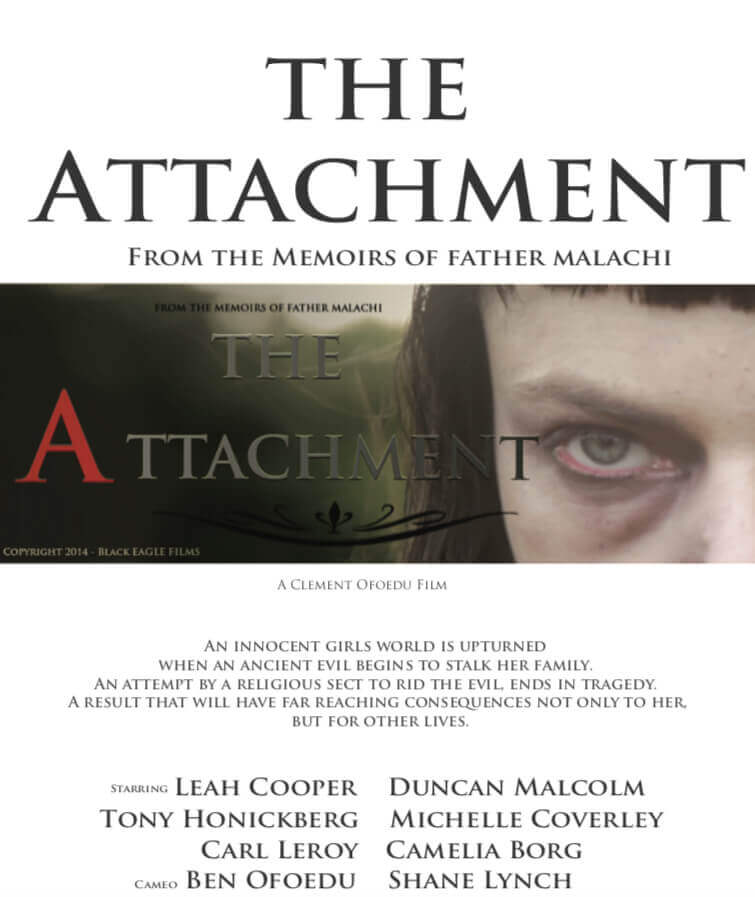 THE
ATTACHMENT
FROM THE MEMOIRS OF FATHER MALACHI
FROM THE MEMOIRS OF FATHER MALACHI
THE
ATTACHMENT
COPYRIGHT 2014 - BLACK EAGLE FILMS
A CLEMENT OFOEDU FILM
AN INNOCENT GIRLS WORLD IS UPTURNED
WHEN AN ANCIENT EVIL BEGINS TO STALK HER FAMILY.
AN ATTEMPT BY A RELIGIOUS SECT TO RID THE EVIL, ENDS IN TRAGEDY.
A RESULT THAT WILL HAVE FAR REACHING CONSEQUENCES NOT ONLY TO HER,
BUT FOR OTHER LIVES.
STARRING LEAH COOPER DUNCAN MALCOLM
TONY HONICKBERG MICHELLE COVERLEY
CARL LEROY CAMELIA BORG
CAMEO BEN OFOEDU SHANE LYNCH